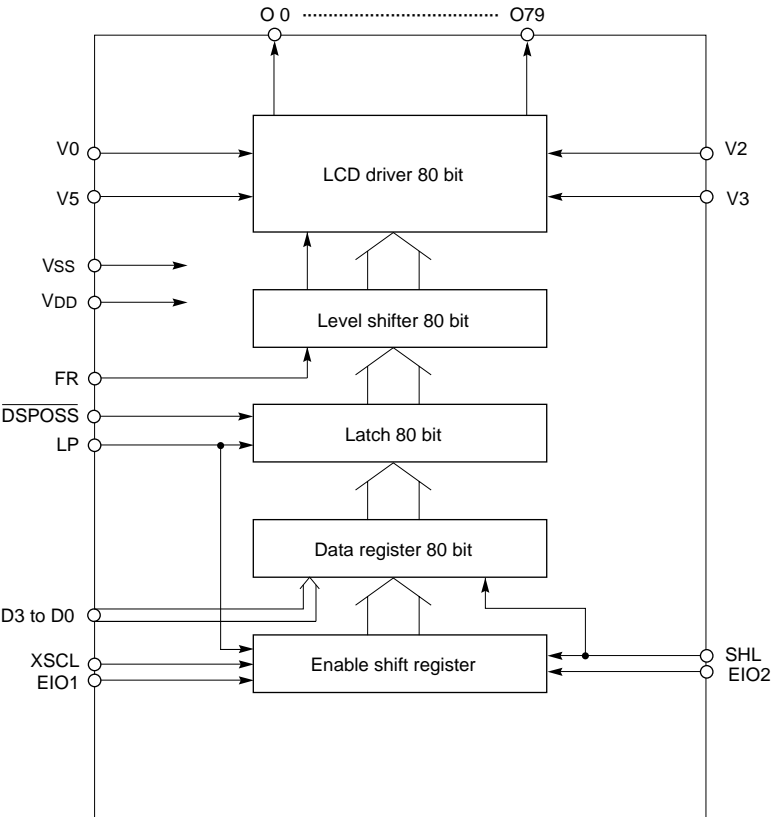 O 0 ........................ O79
V0
LCD driver 80 bit
V2
V5
V3
VSS
VDD
Level shifter 80 bit
FR
DSPOSS
LP
Latch 80 bit
Data register 80 bit
D3 to D0
XSCL
Enable shift register
SHL
EIO1
EIO2